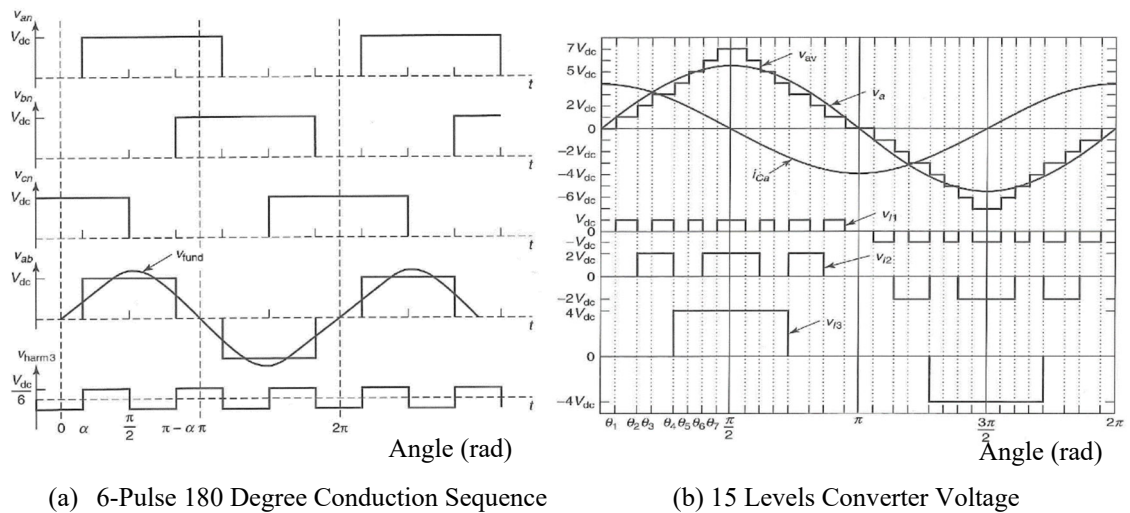 vₐₙ
V_dc
t
v_bn
V_dc
t
v_cn
V_dc
t
v_ab
v_fund
V_dc
t
v_harm3
V_dc
6
t
0 α π/2 π – α π 2π
Angle (rad)
(a) 6-Pulse 180 Degree Conduction Sequence
7V_dc
5V_dc
2V_dc
0
–2V_dc
–4V_dc
–6V_dc
v_av
v_a
i_Ca
V_dc
0
–V_dc
v_l1
2V_dc
0
–2V_dc
v_l2
4V_dc
0
–4V_dc
v_l3
θ₁ θ₂ θ₃ θ₄ θ₅ θ₆ θ₇ π/2 π 3π/2 2π
Angle (rad)
(b) 15 Levels Converter Voltage